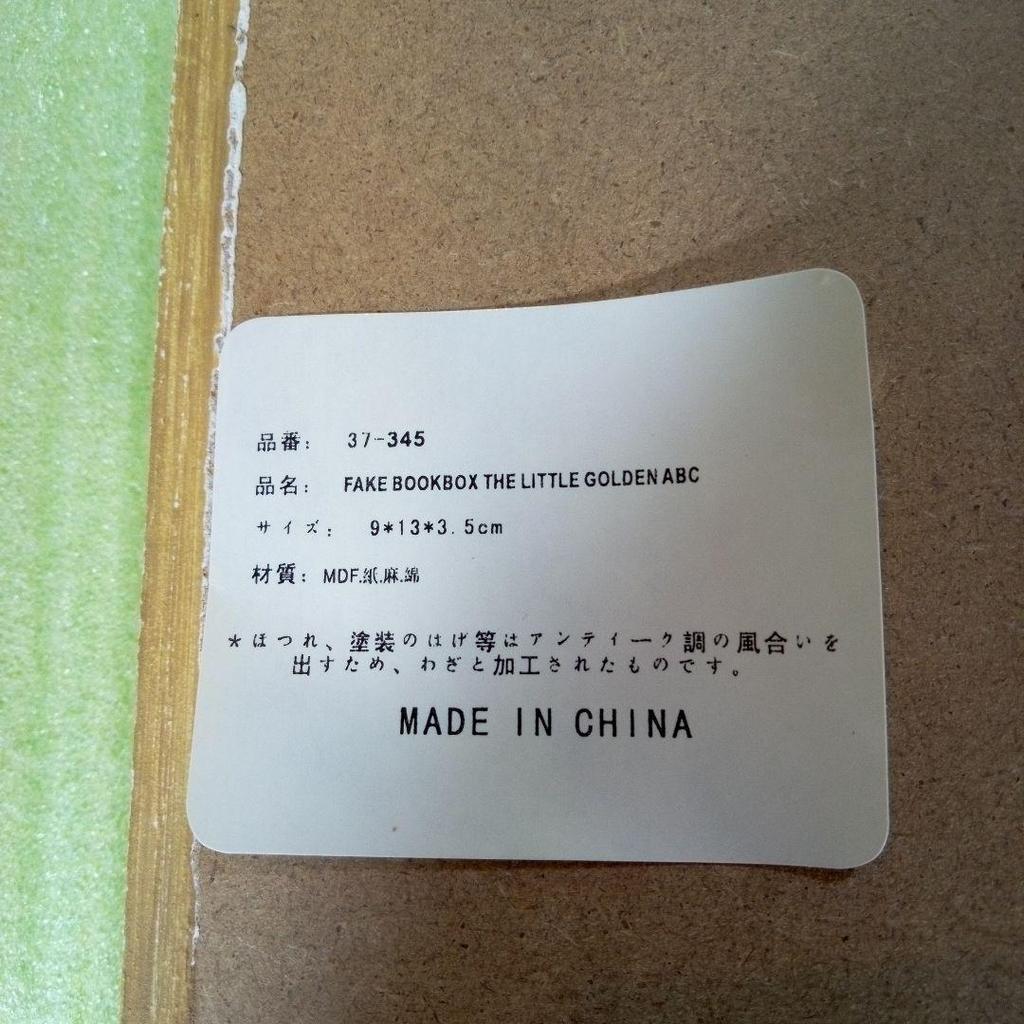 品番: 37-345
品名: FAKE BOOKBOX THE LITTLE GOLDEN ABC
サイズ: 9*13*3.5cm
材質: MDF.紙.麻.綿
*ほつれ、塗装のはげ等はアンティーク調の風合いを
出すため、わざと加工されたものです。
MADE IN CHINA